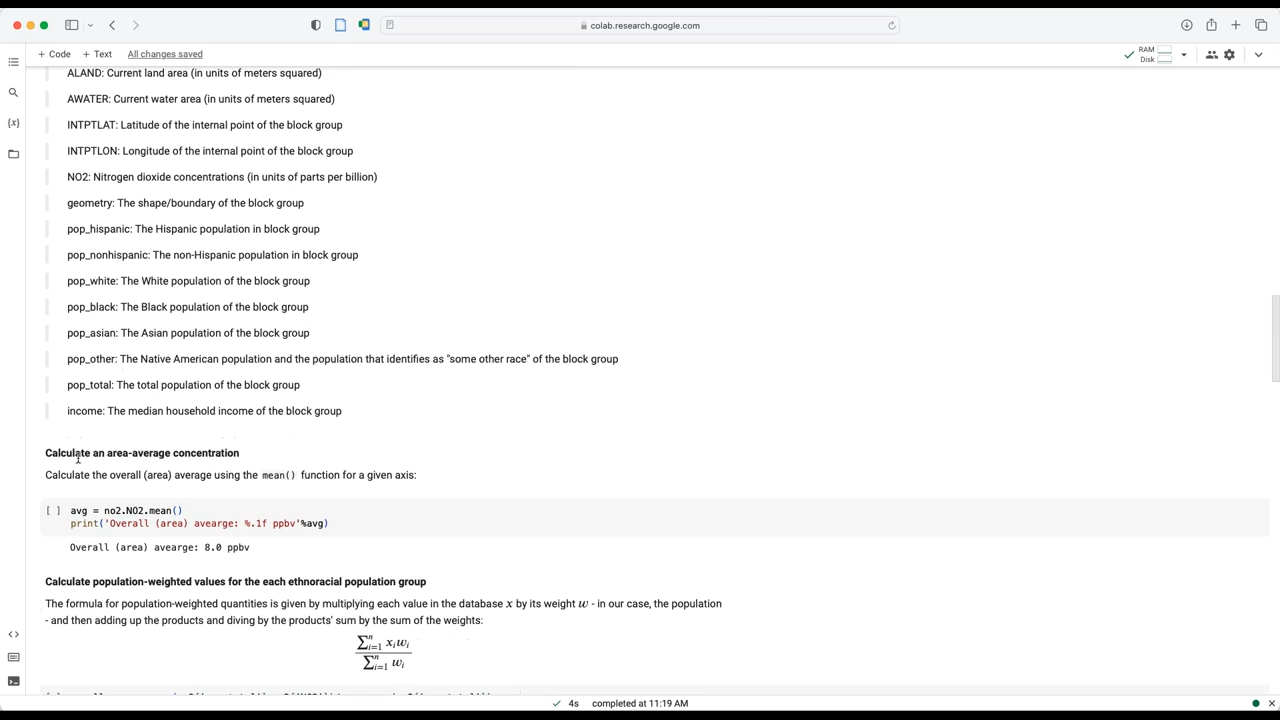 colab.research.google.com
+ Code + Text All changes saved
RAM
Disk
ALAND: Current land area (in units of meters squared)
AWATER: Current water area (in units of meters squared)
INTPTLAT: Latitude of the internal point of the block group
INTPTLON: Longitude of the internal point of the block group
NO2: Nitrogen dioxide concentrations (in units of parts per billion)
geometry: The shape/boundary of the block group
pop_hispanic: The Hispanic population in block group
pop_nonhispanic: The non-Hispanic population in block group
pop_white: The White population of the block group
pop_black: The Black population of the block group
pop_asian: The Asian population of the block group
pop_other: The Native American population and the population that identifies as "some other race" of the block group
pop_total: The total population of the block group
income: The median household income of the block group
Calculate an area-average concentration
Calculate the overall (area) average using the mean() function for a given axis:
[ ] avg = no2.NO2.mean()
print('Overall (area) avearge: %.1f ppbv'%avg)
Overall (area) avearge: 8.0 ppbv
Calculate population-weighted values for the each ethnoracial population group
The formula for population-weighted quantities is given by multiplying each value in the database x by its weight w - in our case, the population
- and then adding up the products and diving by the products' sum by the sum of the weights:
∑ⁿᵢ₌₁ xᵢwᵢ
∑ⁿᵢ₌₁ wᵢ
4s completed at 11:19 AM